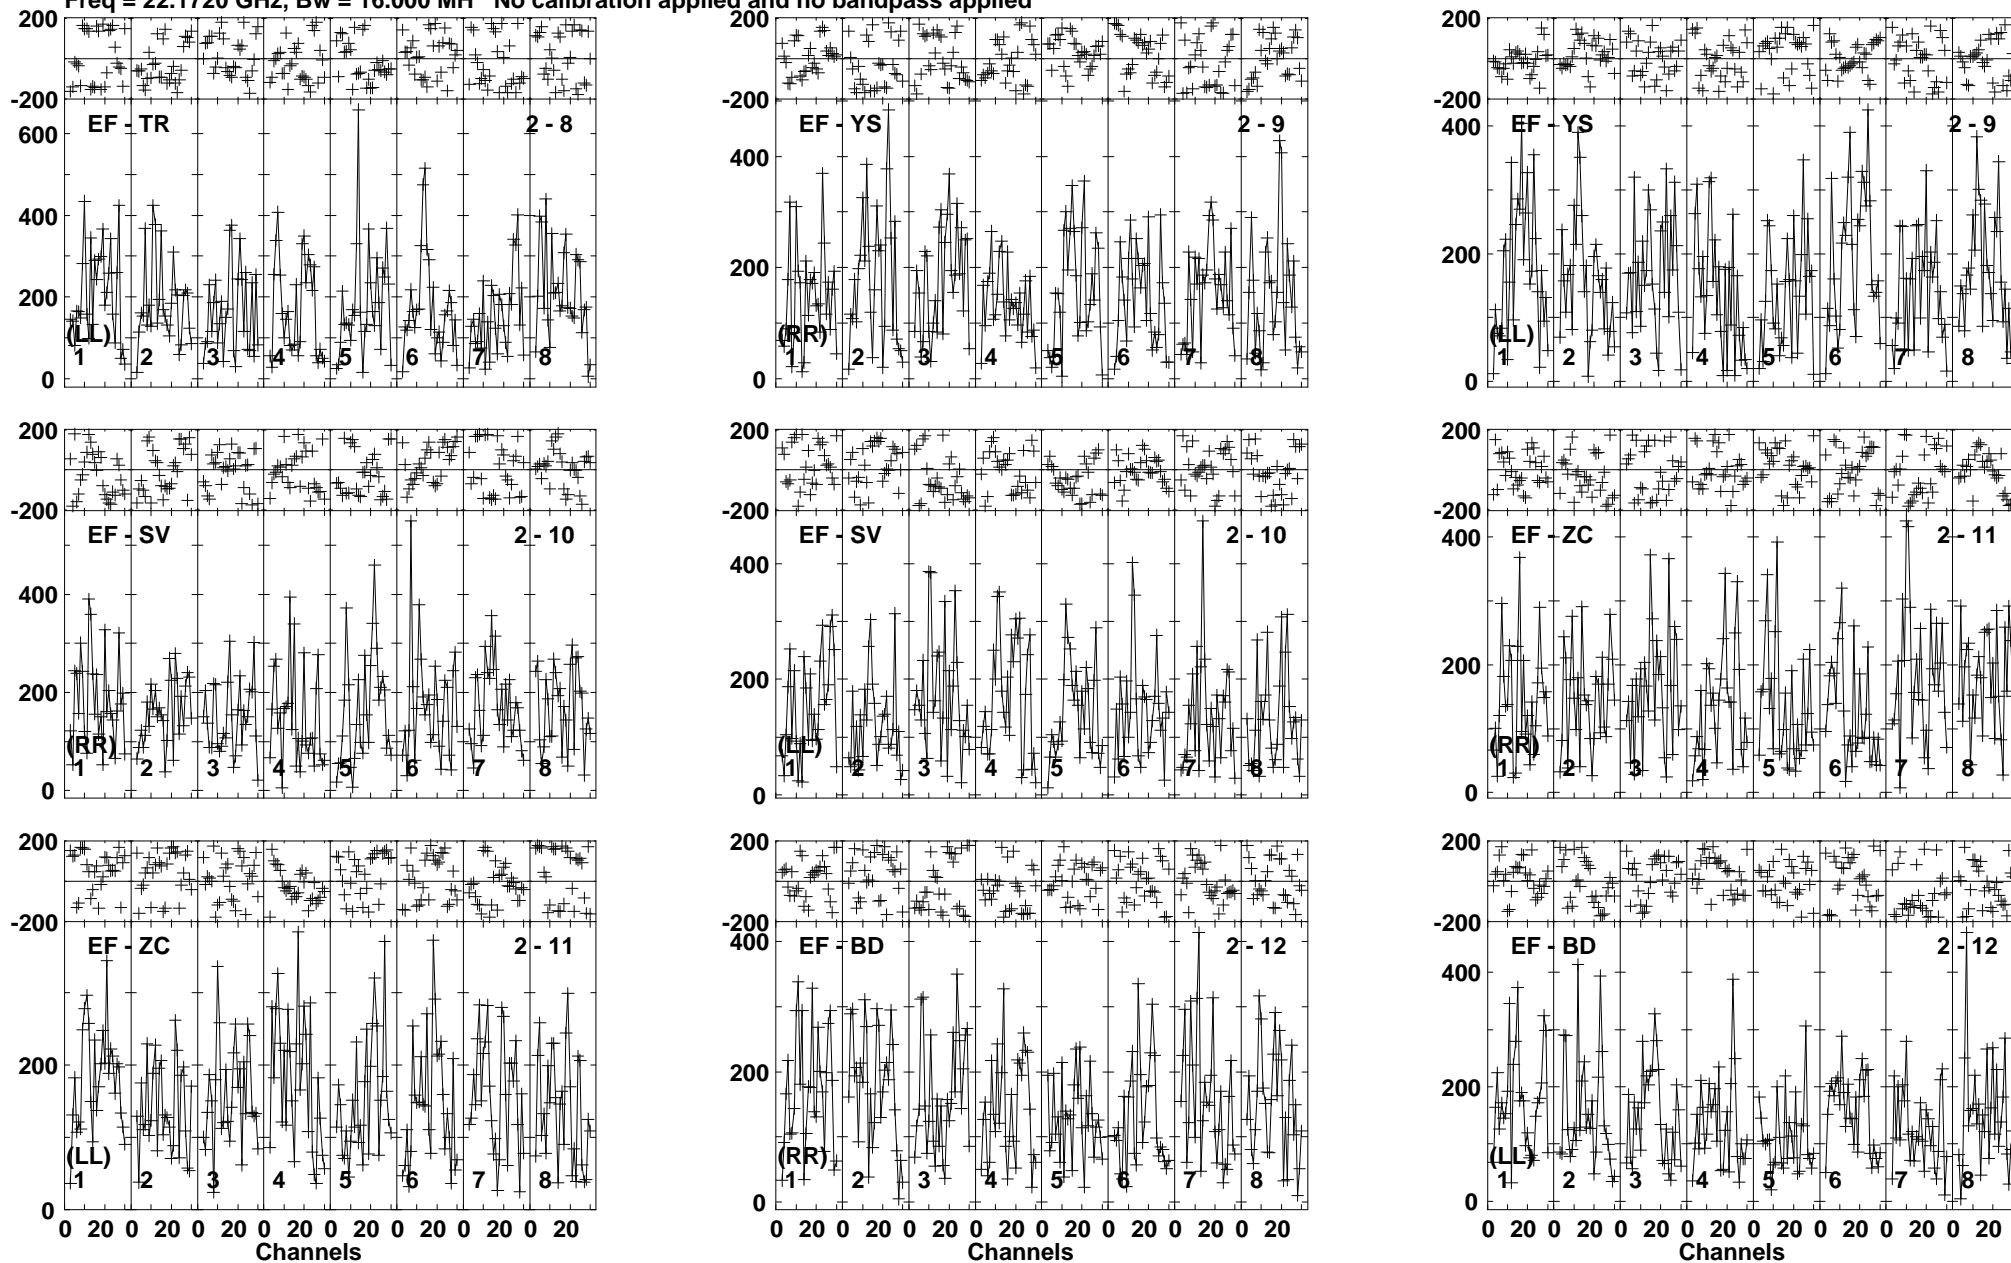 Freq = 22.1720 GHz, Bw = 16.000 MH No calibration applied and no bandpass applied
200 200 200
-200 -200 -200
EF - TR 2 - 8 EF - YS 2 - 9 EF - YS 2 - 9
600 400 400
400 200 200
200
(LL) (RR) (LL)
1 2 3 4 5 6 7 8 1 2 3 4 5 6 7 8 1 2 3 4 5 6 7 8
0 0 0
200 200 200
-200 -200 -200
EF - SV 2 - 10 EF - SV 2 - 10 EF - ZC 2 - 11
400 400 400
200 200 200
(RR) (LL) (RR)
1 2 3 4 5 6 7 8 1 2 3 4 5 6 7 8 1 2 3 4 5 6 7 8
0 0 0
200 200 200
-200 -200 -200
EF - ZC 2 - 11 EF - BD 2 - 12 EF - BD 2 - 12
400 400
200 200 200
(LL) (RR) (LL)
1 2 3 4 5 6 7 8 1 2 3 4 5 6 7 8 1 2 3 4 5 6 7 8
0 0 0
0 20 0 20 0 20 0 20 0 20 0 20 0 20 0 20 0 20 0 20 0 20 0 20 0 20 0 20 0 20 0 20 0 20 0 20 0 20 0 20 0 20 0 20 0 20 0 20
Channels Channels Channels